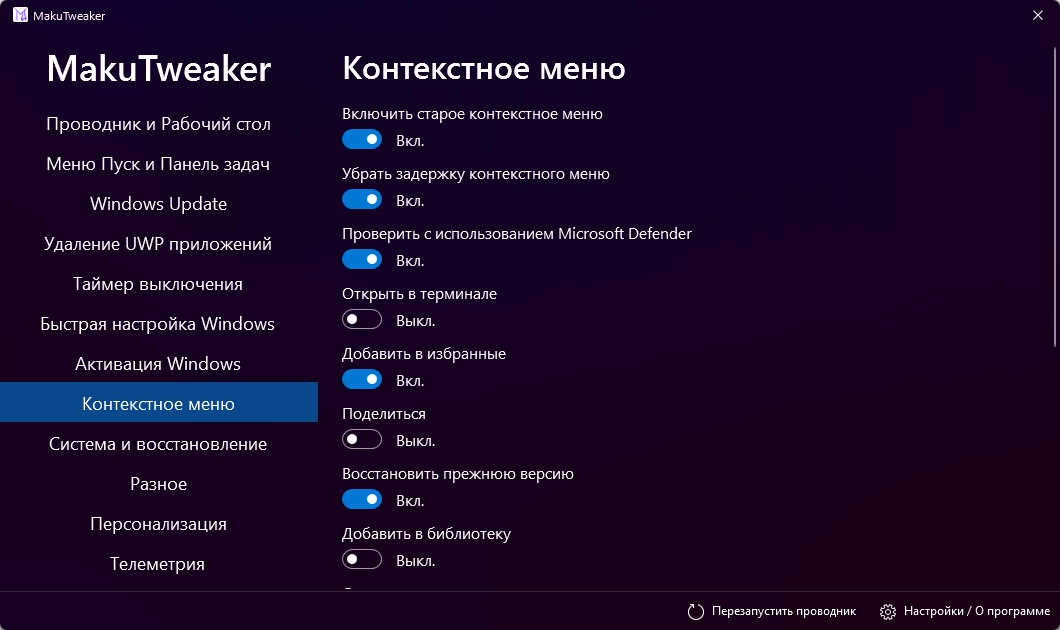 MakuTweaker
MakuTweaker
Проводник и Рабочий стол
Меню Пуск и Панель задач
Windows Update
Удаление UWP приложений
Таймер выключения
Быстрая настройка Windows
Активация Windows
Контекстное меню
Система и восстановление
Разное
Персонализация
Телеметрия
Контекстное меню
Включить старое контекстное меню
Вкл.
Убрать задержку контекстного меню
Вкл.
Проверить с использованием Microsoft Defender
Вкл.
Открыть в терминале
Выкл.
Добавить в избранные
Вкл.
Поделиться
Выкл.
Восстановить прежнюю версию
Вкл.
Добавить в библиотеку
Выкл.
Перезапустить проводник
Настройки / О программе